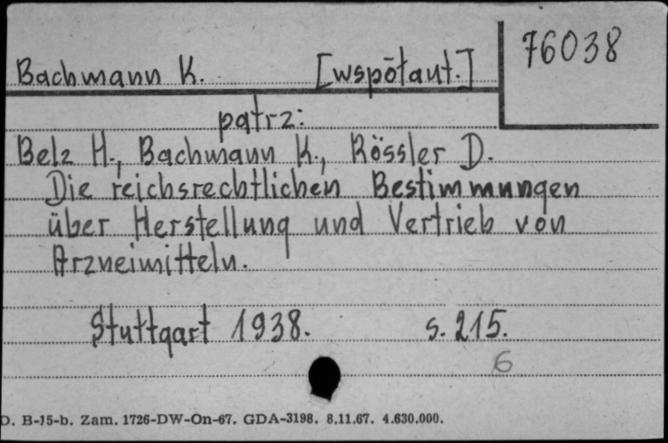 76038
Bachmann K. [współaut.]
patrz:
Belz H., Bachmann K., Rössler D.
Die reichsrechtlichen Bestimmungen
über Herstellung und Vertrieb von
Arzneimitteln.
Stuttgart 1938. s. 215.
6
D. B-15-b. Zam. 1726-DW-On-67. GDA-3198. 8.11.67. 4.630.000.